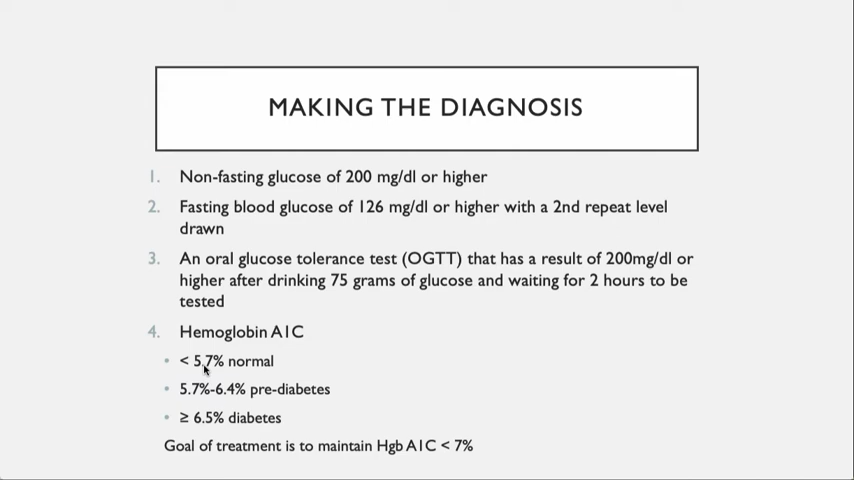 MAKING THE DIAGNOSIS
1. Non-fasting glucose of 200 mg/dl or higher
2. Fasting blood glucose of 126 mg/dl or higher with a 2nd repeat level
drawn
3. An oral glucose tolerance test (OGTT) that has a result of 200mg/dl or
higher after drinking 75 grams of glucose and waiting for 2 hours to be
tested
4. Hemoglobin A1C
• < 5.7% normal
• 5.7%-6.4% pre-diabetes
• ≥ 6.5% diabetes
Goal of treatment is to maintain Hgb A1C < 7%